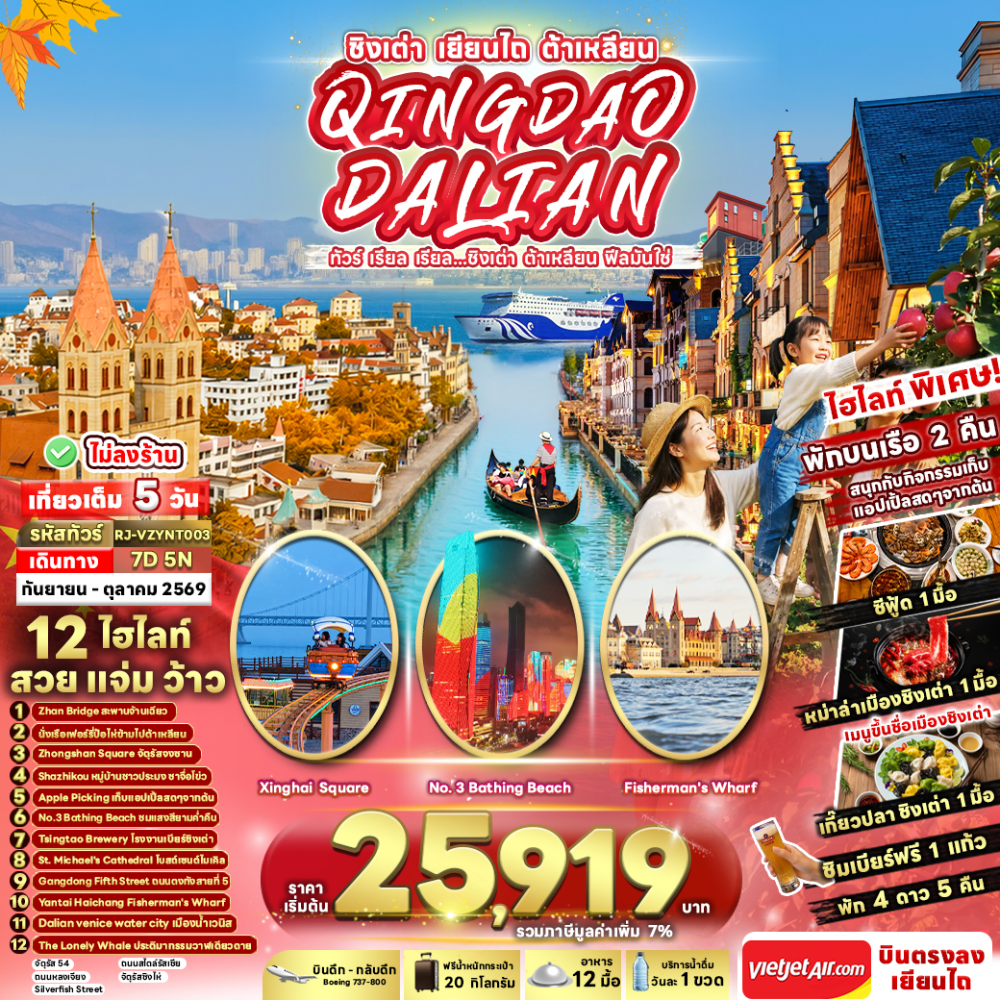 ชิงเต่า เยียนไถ ต้าเหลียน
QINGDAO
DALIAN
ทัวร์ เรียล เรียล...ชิงเต่า ต้าเหลียน ฟีลมันใช่
ไม่ลงร้าน
เที่ยวเต็ม 5 วัน
รหัสทัวร์ RJ-VZYNT003
เดินทาง 7D 5N
กันยายน - ตุลาคม 2569
12 ไฮไลท์
สวย แจ่ม ว้าว
1 Zhan Bridge สะพานจ้านเฉียว
2 นั่งเรือเฟอร์รี่ป๋อไห่ข้ามไปต้าเหลียน
3 Zhongshan Square จัตุรัสจงซาน
4 Shazhikou หมู่บ้านชาวประมง ซาจื่อโข่ว
5 Apple Picking เก็บแอปเปิ้ลสดๆจากต้น
6 No.3 Bathing Beach ชมแสงสียามค่ำคืน
7 Tsingtao Brewery โรงงานเบียร์ชิงเต่า
8 St. Michael's Cathedral โบสถ์เซนต์ไมเคิล
9 Gangdong Fifth Street ถนนตงกังสายที่ 5
10 Yantai Haichang Fisherman's Wharf
11 Dalian venice water city เมืองน้ำเวนิส
12 The Lonely Whale ประติมากรรมวาฬเดียวดาย
จัตุรัส 54
ถนนสไตล์รัสเซีย
ถนนหลงเจียง
จัตุรัสซิงไห่
Silverfish Street
ไฮไลท์ พิเศษ!
พักบนเรือ 2 คืน
สนุกกับกิจกรรมเก็บ
แอปเปิ้ลสดๆจากต้น
ซีฟู้ด 1 มื้อ
หม่าล่าเมืองชิงเต่า 1 มื้อ
เมนูขึ้นชื่อเมืองชิงเต่า
เกี๊ยวปลา ชิงเต่า 1 มื้อ
ชิมเบียร์ฟรี 1 แก้ว
พัก 4 ดาว 5 คืน
Xinghai Square
No. 3 Bathing Beach
Fisherman's Wharf
ราคา
เริ่มต้น
25,919
บาท
รวมภาษีมูลค่าเพิ่ม 7%
บินดึก - กลับดึก
Boeing 737-800
ฟรีน้ำหนักกระเป๋า
20 กิโลกรัม
อาหาร
12 มื้อ
บริการน้ำดื่ม
วันละ 1 ขวด
vietjetAir.com
บินตรงลง
เยียนไถ